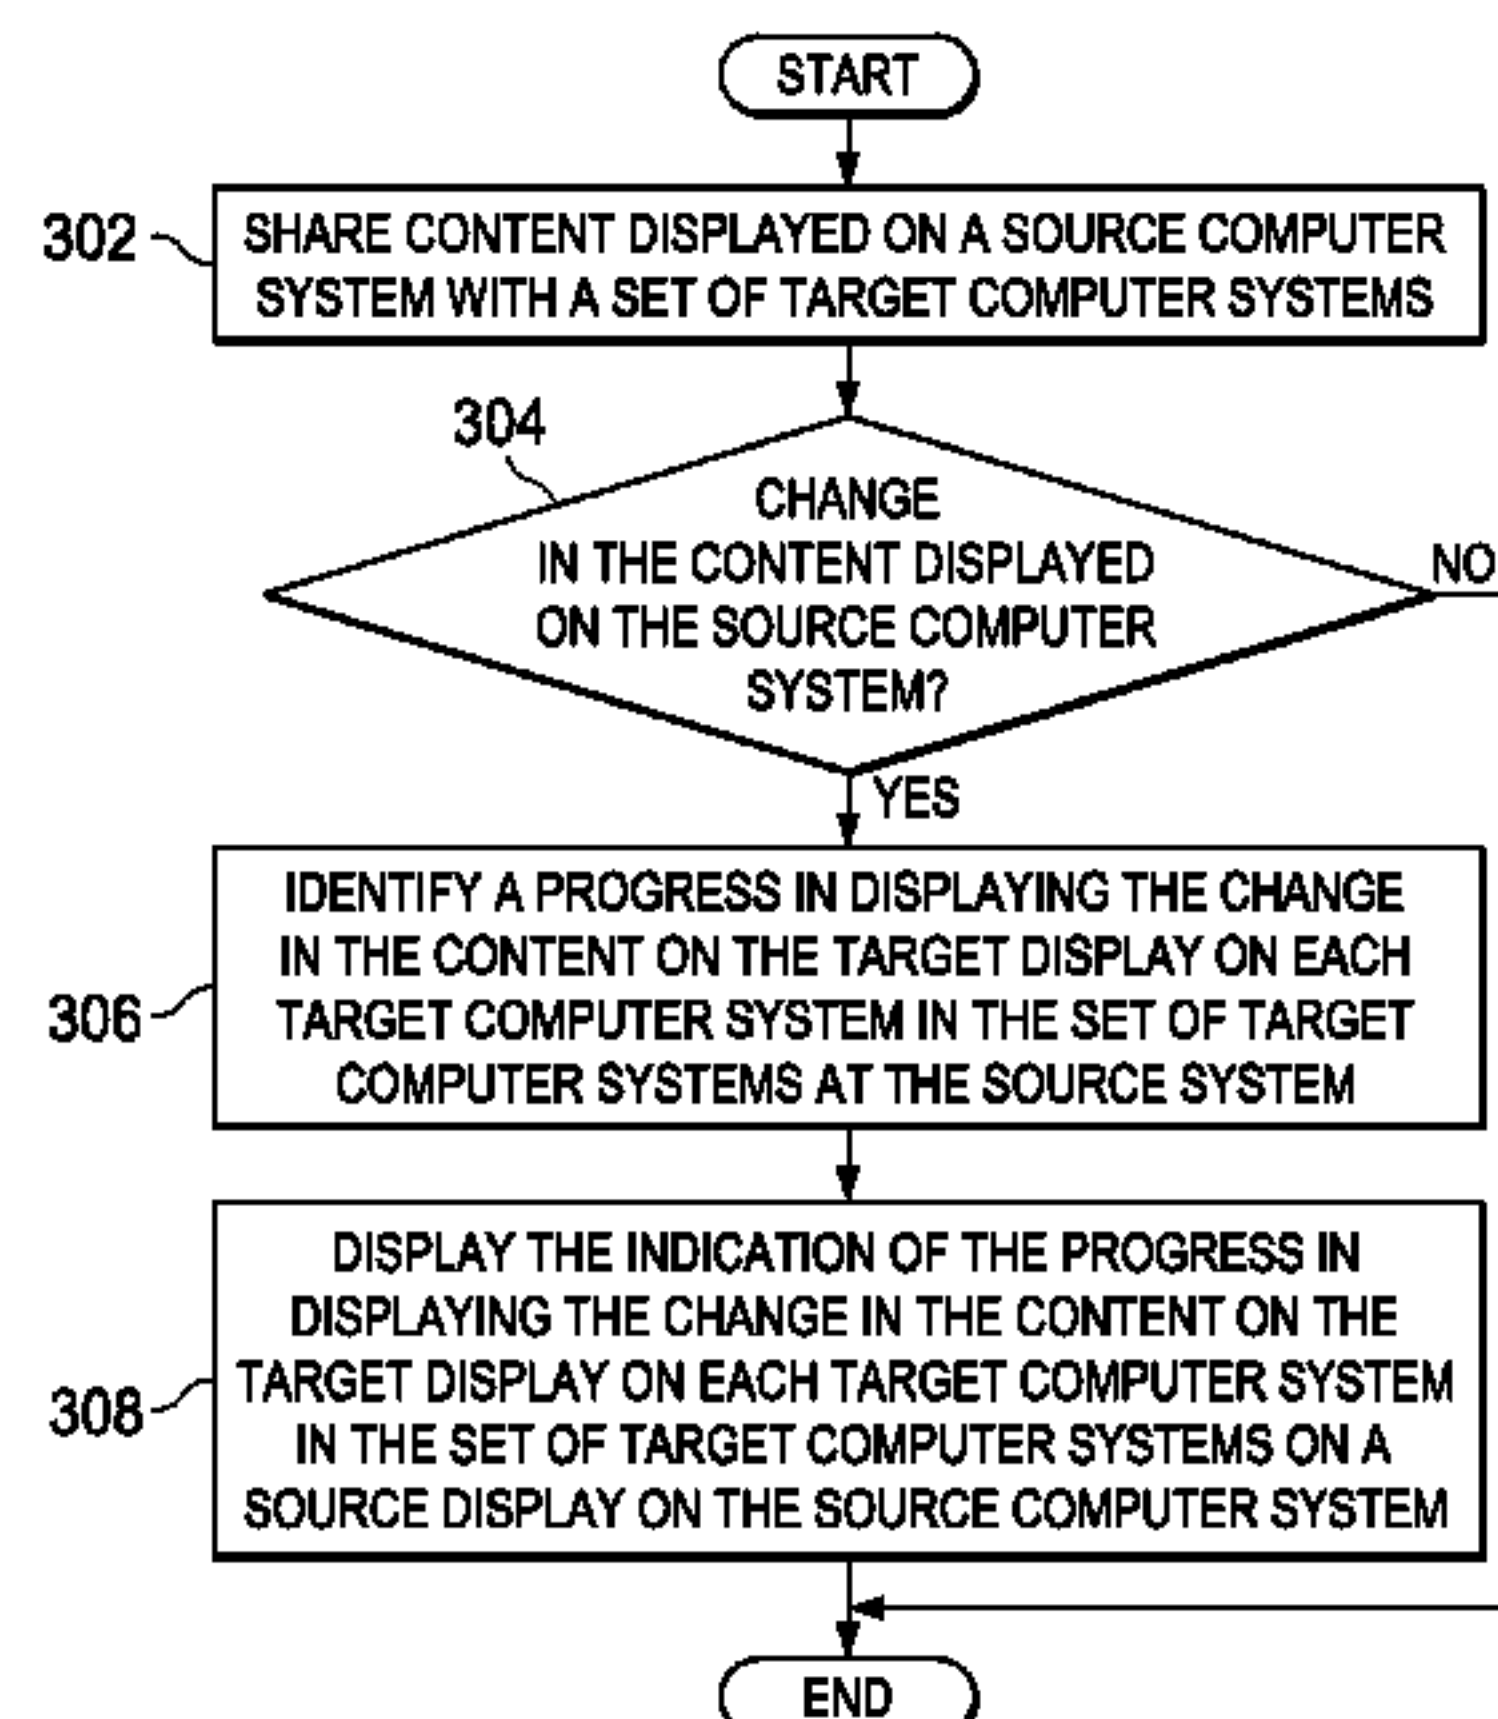 START
302
SHARE CONTENT DISPLAYED ON A SOURCE COMPUTER
SYSTEM WITH A SET OF TARGET COMPUTER SYSTEMS
304
CHANGE
IN THE CONTENT DISPLAYED
ON THE SOURCE COMPUTER
SYSTEM?
NO
YES
306
IDENTIFY A PROGRESS IN DISPLAYING THE CHANGE
IN THE CONTENT ON THE TARGET DISPLAY ON EACH
TARGET COMPUTER SYSTEM IN THE SET OF TARGET
COMPUTER SYSTEMS AT THE SOURCE SYSTEM
308
DISPLAY THE INDICATION OF THE PROGRESS IN
DISPLAYING THE CHANGE IN THE CONTENT ON THE
TARGET DISPLAY ON EACH TARGET COMPUTER SYSTEM
IN THE SET OF TARGET COMPUTER SYSTEMS ON A
SOURCE DISPLAY ON THE SOURCE COMPUTER SYSTEM
END